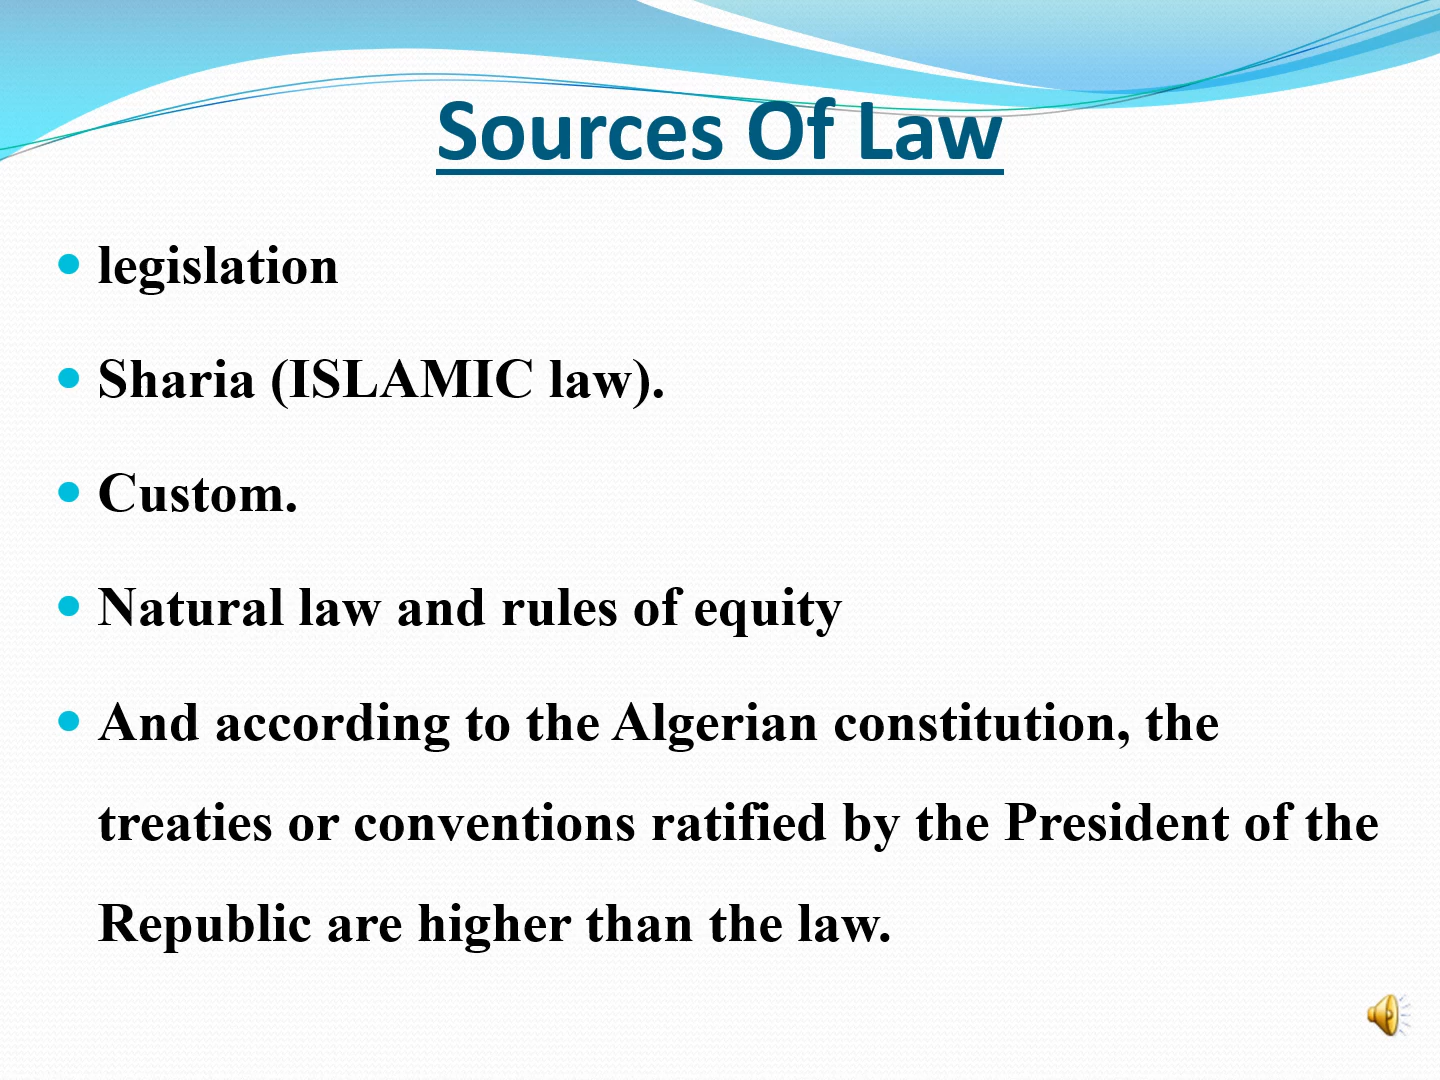 Sources Of Law
legislation
Sharia (ISLAMIC law).
Custom.
Natural law and rules of equity
And according to the Algerian constitution, the
treaties or conventions ratified by the President of the
Republic are higher than the law.